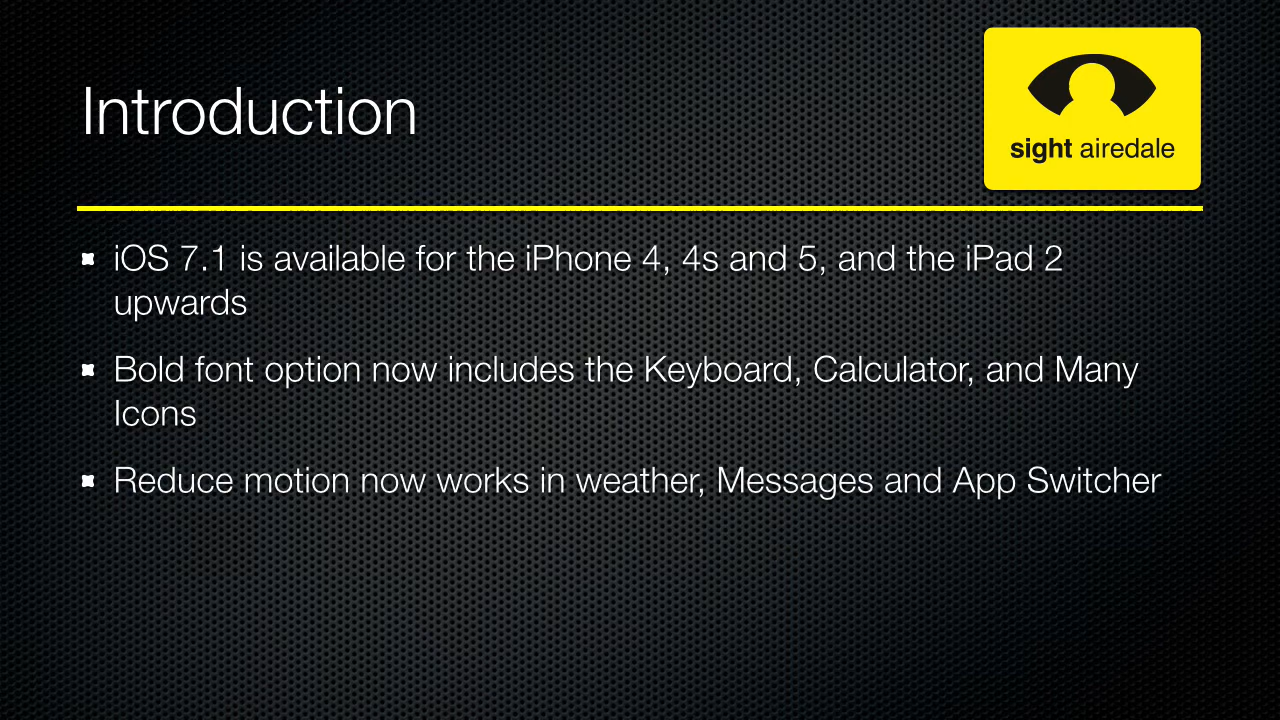 Introduction
sight airedale
iOS 7.1 is available for the iPhone 4, 4s and 5, and the iPad 2
upwards
Bold font option now includes the Keyboard, Calculator, and Many
Icons
Reduce motion now works in weather, Messages and App Switcher